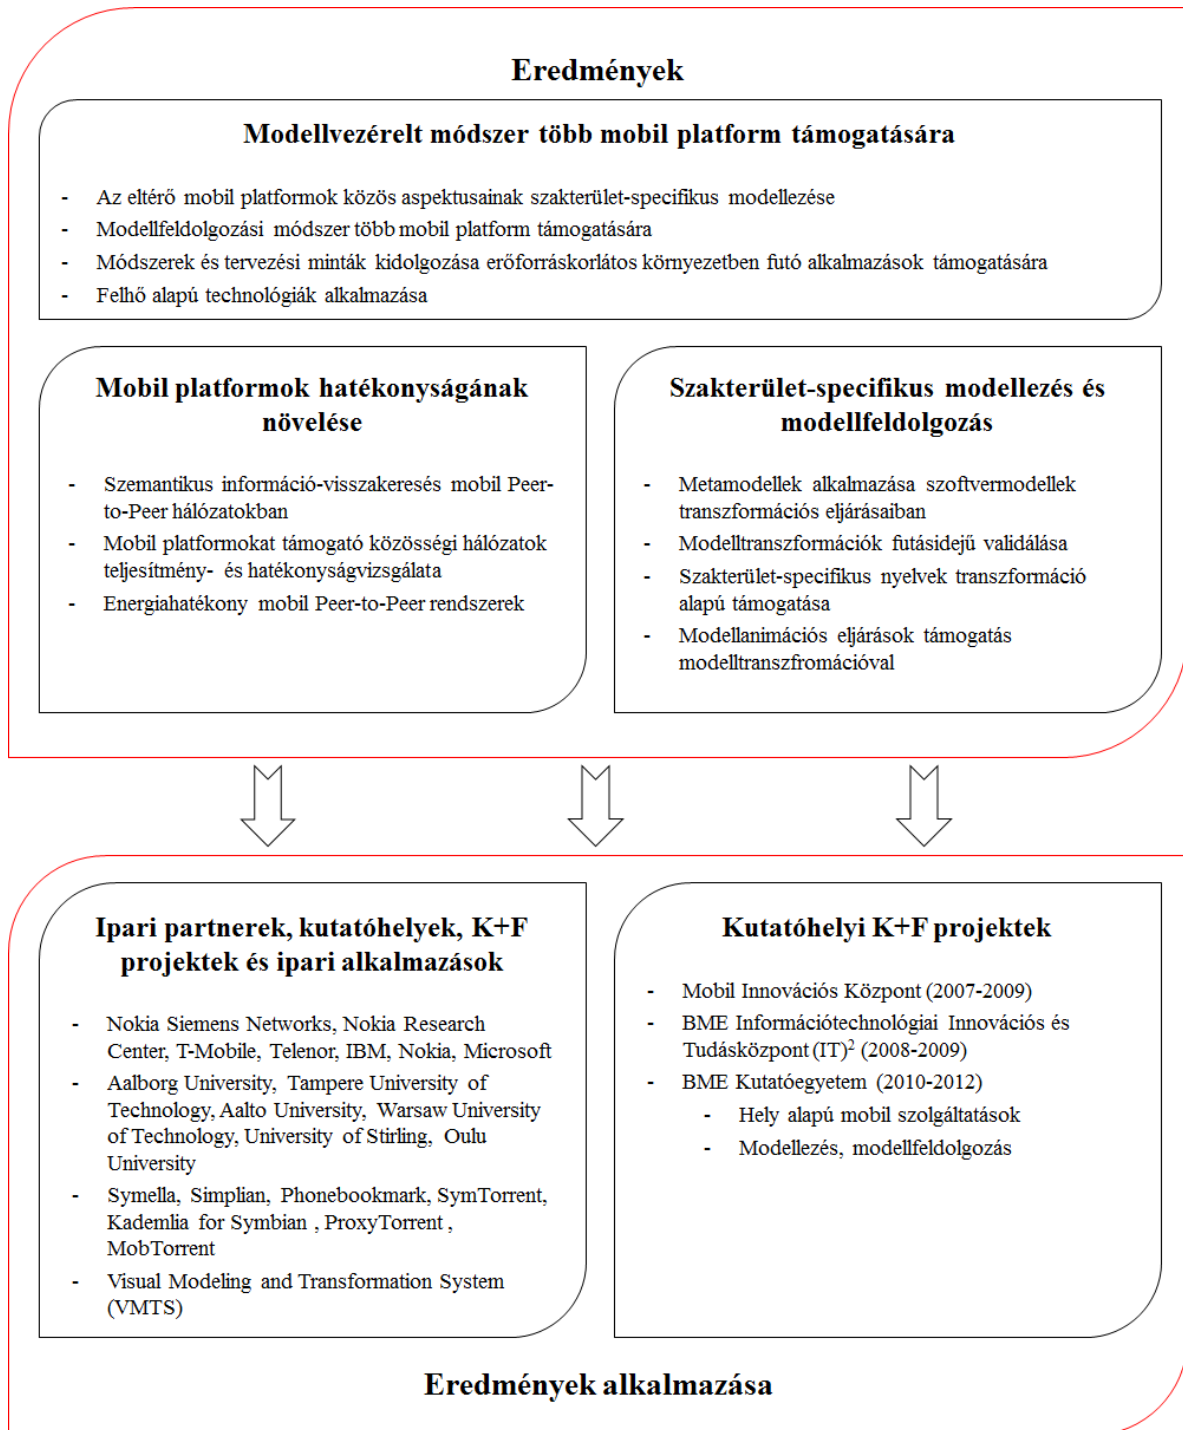 Eredmények
Modellvezérelt módszer több mobil platform támogatására
- Az eltérő mobil platformok közös aspektusainak szakterület-specifikus modellezése
- Modellfeldolgozási módszer több mobil platform támogatására
- Módszerek és tervezési minták kidolgozása erőforráskorlátos környezetben futó alkalmazások támogatására
- Felhő alapú technológiák alkalmazása
Mobil platformok hatékonyságának
növelése
- Szemantikus információ-visszakeresés mobil Peer-
to-Peer hálózatokban
- Mobil platformokat támogató közösségi hálózatok
teljesítmény- és hatékonyságvizsgálata
- Energiahatékony mobil Peer-to-Peer rendszerek
Szakterület-specifikus modellezés és
modellfeldolgozás
- Metamodellek alkalmazása szoftvermodellek
transzformációs eljárásaiban
- Modelltranszformációk futásidejű validálása
- Szakterület-specifikus nyelvek transzformáció
alapú támogatása
- Modellanimációs eljárások támogatás
modelltranszfromációval
Ipari partnerek, kutatóhelyek, K+F
projektek és ipari alkalmazások
- Nokia Siemens Networks, Nokia Research
Center, T-Mobile, Telenor, IBM, Nokia, Microsoft
- Aalborg University, Tampere University of
Technology, Aalto University, Warsaw University
of Technology, University of Stirling, Oulu
University
- Symella, Simplian, Phonebookmark, SymTorrent,
Kademlia for Symbian , ProxyTorrent ,
MobTorrent
- Visual Modeling and Transformation System
(VMTS)
Kutatóhelyi K+F projektek
- Mobil Innovációs Központ (2007-2009)
- BME Információtechnológiai Innovációs és
Tudásközpont (IT)² (2008-2009)
- BME Kutatóegyetem (2010-2012)
- Hely alapú mobil szolgáltatások
- Modellezés, modellfeldolgozás
Eredmények alkalmazása